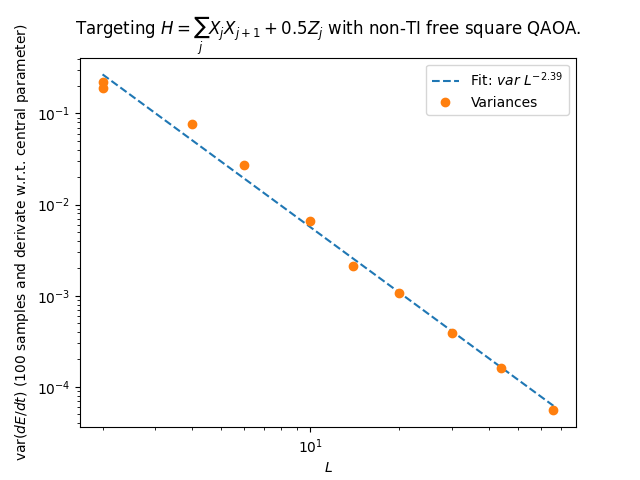 Targeting $H = \sum_j X_j X_{j+1} + 0.5 Z_j$ with non-TI free square QAOA.
var($dE/dt$) (100 samples and derivate w.r.t. central parameter)
Fit: $var\ L^{-2.39}$
Variances
$10^{-1}$
$10^{-2}$
$10^{-3}$
$10^{-4}$
$10^{1}$
$L$